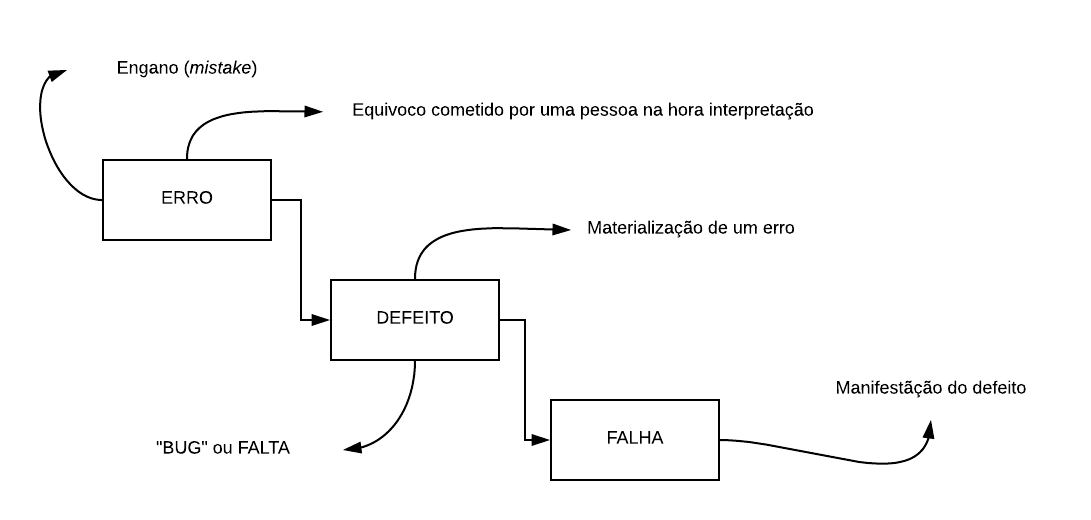 Engano (mistake)
Equivoco cometido por uma pessoa na hora interpretação
ERRO
Materialização de um erro
DEFEITO
Manifestãção do defeito
"BUG" ou FALTA
FALHA